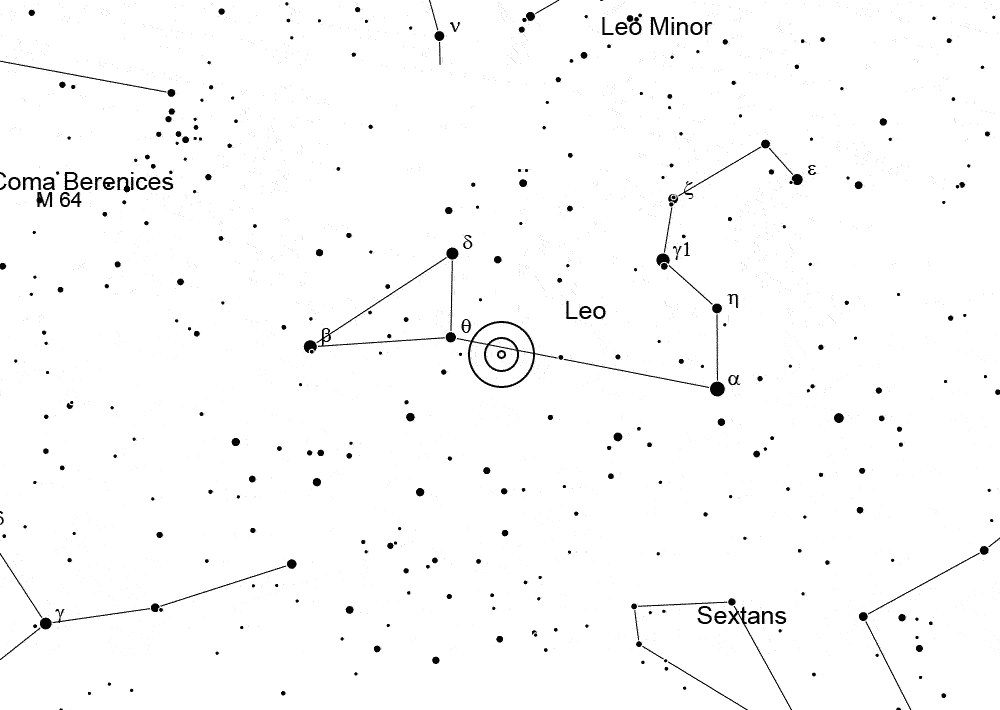 ν
Leo Minor
Coma Berenices
M 64
ε
ζ
δ
γ1
η
Leo
θ
β
α
γ
Sextans